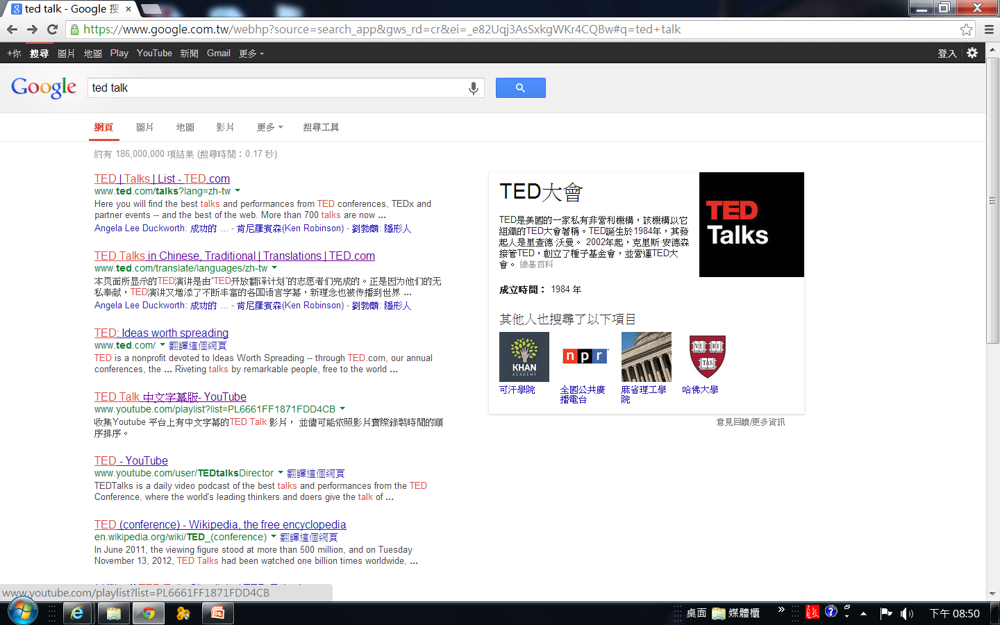 ted talk - Google 搜
https://www.google.com.tw/webhp?source=search_app&gws_rd=cr&ei=_e82Uqj3AsSxkgWKr4CQBw#q=ted+talk
+你 搜尋 圖片 地圖 Play YouTube 新聞 Gmail 更多 登入
Google ted talk
網頁 圖片 地圖 影片 更多 搜尋工具
約有 186,000,000 項結果 (搜尋時間：0.17 秒)
TED | Talks | List - TED.com
www.ted.com/talks?lang=zh-tw
Here you will find the best talks and performances from TED conferences, TEDx and
partner events -- and the best of the web. More than 700 talks are now ...
Angela Lee Duckworth: 成功的 ... - 肯尼羅賓森(Ken Robinson) - 劉勃麟: 隱形人
TED Talks in Chinese, Traditional | Translations | TED.com
www.ted.com/translate/languages/zh-tw
本页面所显示的TED演讲是由“TED开放翻译计划”的志愿者们完成的。正是因为他们的无
私奉献，TED演讲又增添了不断丰富的各国语言字幕，新理念也被传播到世界 ...
Angela Lee Duckworth: 成功的 ... - 肯尼羅賓森(Ken Robinson) - 劉勃麟: 隱形人
TED: Ideas worth spreading
www.ted.com/ 翻譯這個網頁
TED is a nonprofit devoted to Ideas Worth Spreading -- through TED.com, our annual
conferences, the ... Riveting talks by remarkable people, free to the world ...
TED Talk 中文字幕版- YouTube
www.youtube.com/playlist?list=PL6661FF1871FDD4CB
收集Youtube 平台上有中文字幕的TED Talk 影片， 並儘可能依照影片實際錄製時間的順
序排序。
TED - YouTube
www.youtube.com/user/TEDtalksDirector 翻譯這個網頁
TEDTalks is a daily video podcast of the best talks and performances from the TED
Conference, where the world's leading thinkers and doers give the talk of ...
TED (conference) - Wikipedia, the free encyclopedia
en.wikipedia.org/wiki/TED_(conference) 翻譯這個網頁
In June 2011, the viewing figure stood at more than 500 million, and on Tuesday
November 13, 2012, TED Talks had been watched one billion times worldwide, ...
TED大會
TED是美國的一家私有非營利機構，該機構以它
組織的TED大會著稱。TED誕生於1984年，其發
起人是里查德·沃曼。 2002年起，克里斯·安德森
接管TED，創立了種子基金會，並營運TED大
會。 維基百科
成立時間： 1984 年
TED
Talks
其他人也搜尋了以下項目
KHAN
ACADEMY
npr
VE RI
TAS
可汗學院
全國公共廣
播電台
麻省理工學
院
哈佛大學
意見回饋/更多資訊
www.youtube.com/playlist?list=PL6661FF1871FDD4CB
桌面 媒體櫃 » 下午 08:50